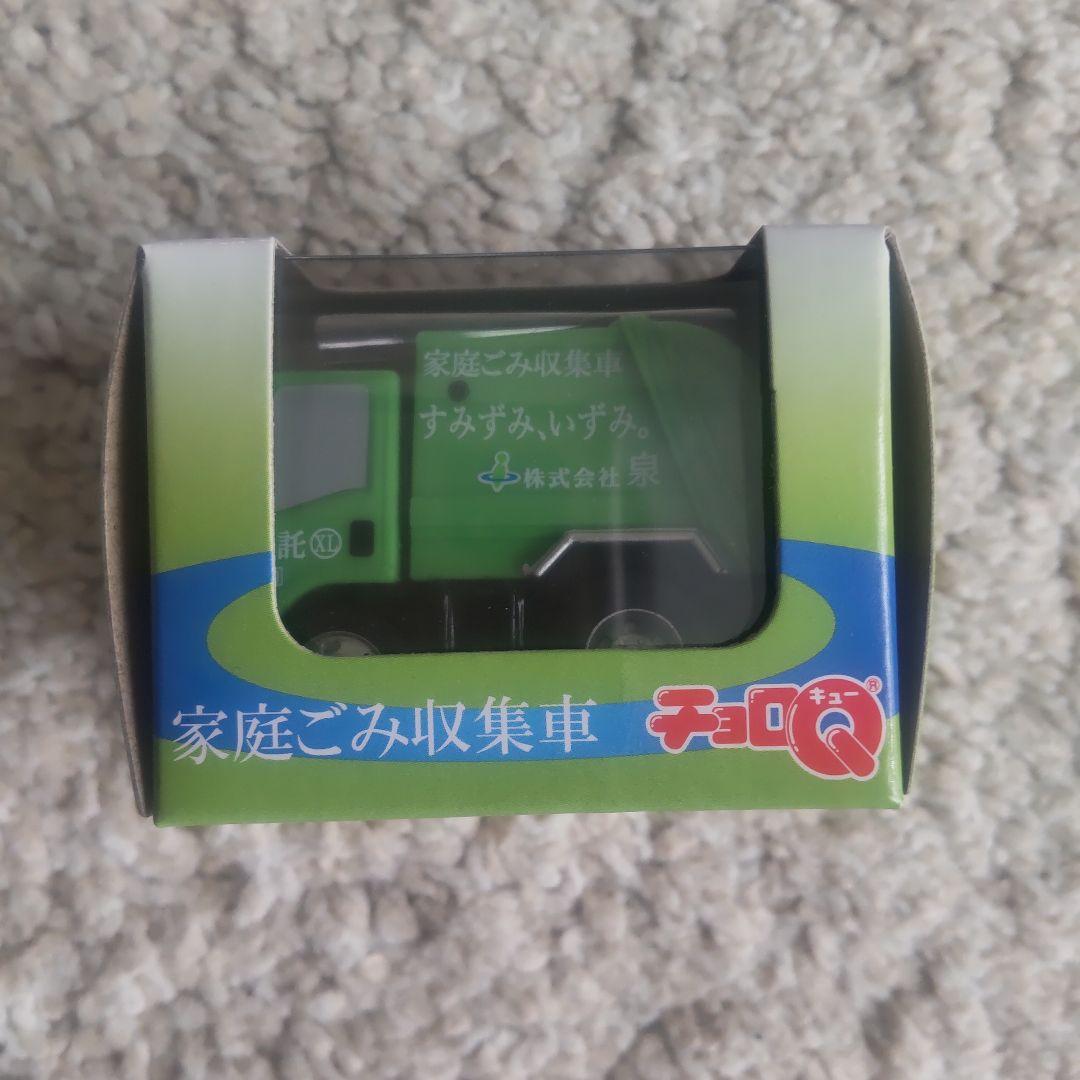 家庭ごみ収集車
すみずみ、いずみ。
株式会社 泉
託 XL
家庭ごみ収集車
チョロQ
キュー
®